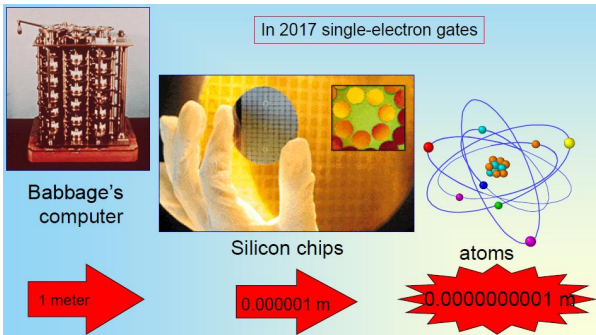 In 2017 single-electron gates
Babbage's
computer
Silicon chips
atoms
1 meter
0.000001 m
0.0000000001 m